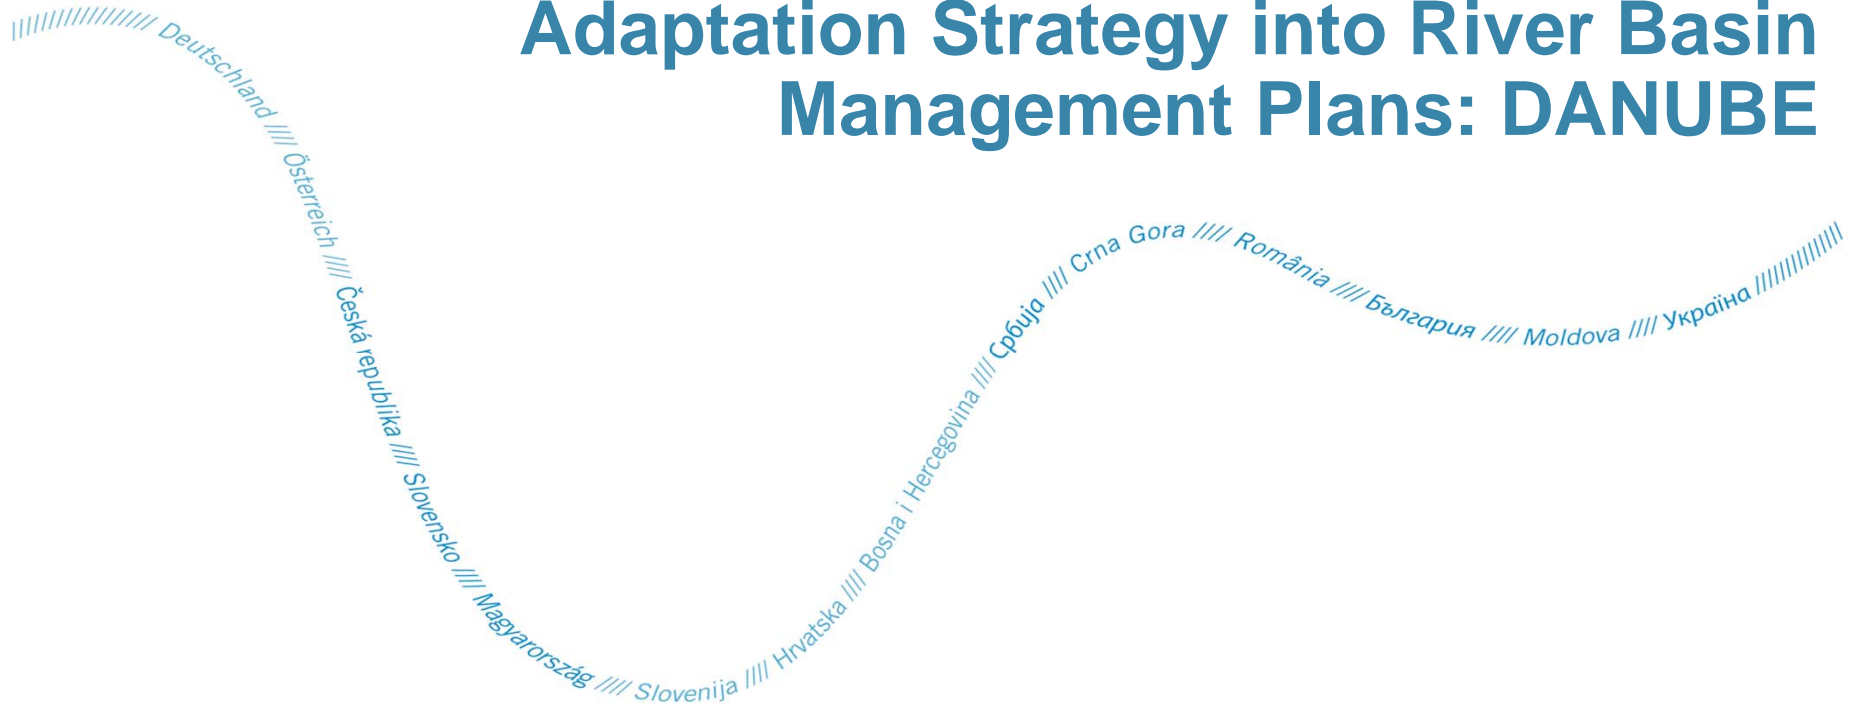 Adaptation Strategy into River Basin
Management Plans: DANUBE
///////////////// Deutschland //// Österreich //// Česká republika //// Slovensko //// Magyarország //// Slovenija //// Hrvatska //// Bosna i Hercegovina //// Србија //// Crna Gora //// România //// България //// Moldova //// Україна ///////////////